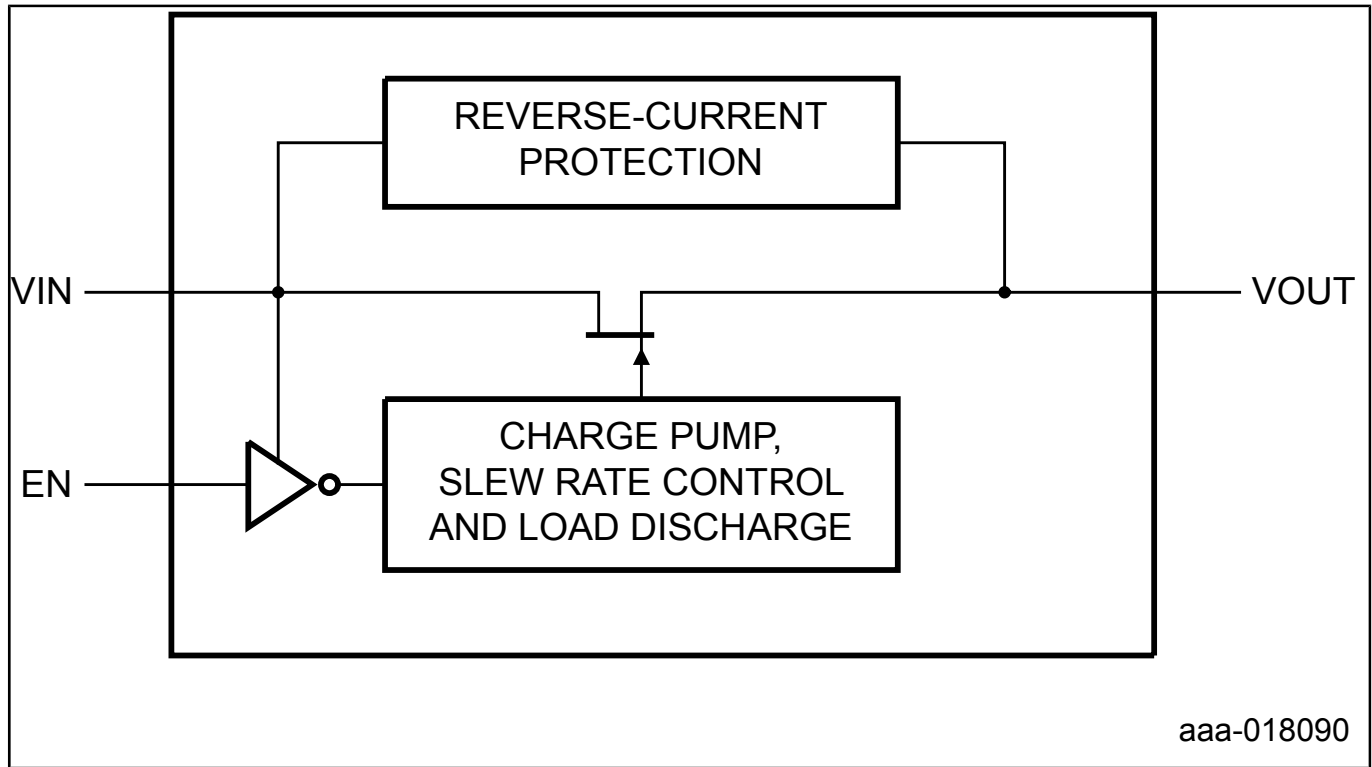 REVERSE-CURRENT
PROTECTION
VIN
VOUT
EN
CHARGE PUMP,
SLEW RATE CONTROL
AND LOAD DISCHARGE
aaa-018090